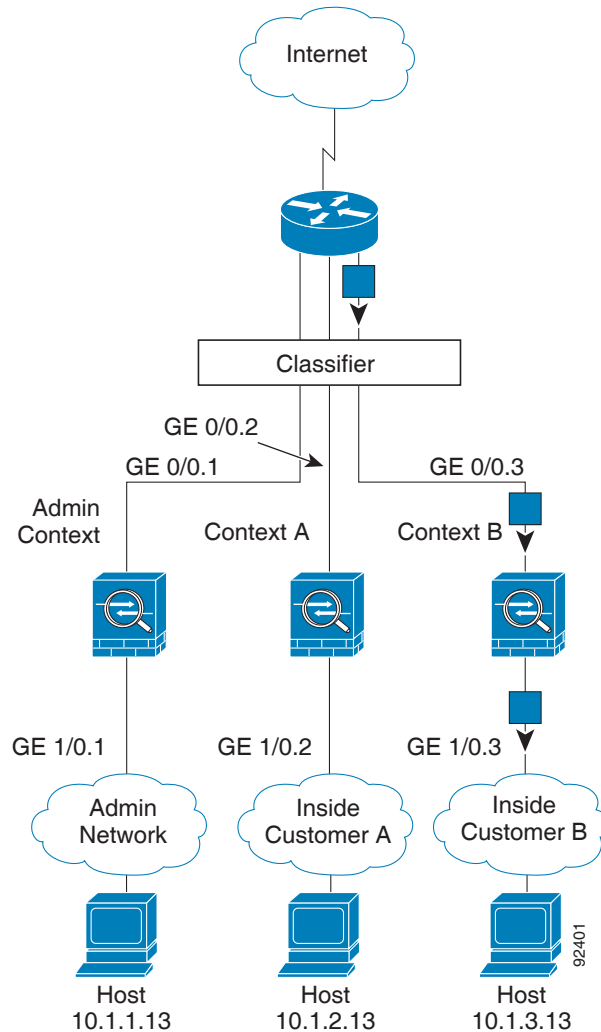 Internet
Classifier
GE 0/0.2
GE 0/0.1
GE 0/0.3
Admin
Context
Context A
Context B
GE 1/0.1
GE 1/0.2
GE 1/0.3
Admin
Network
Inside
Customer A
Inside
Customer B
92401
Host
10.1.1.13
Host
10.1.2.13
Host
10.1.3.13